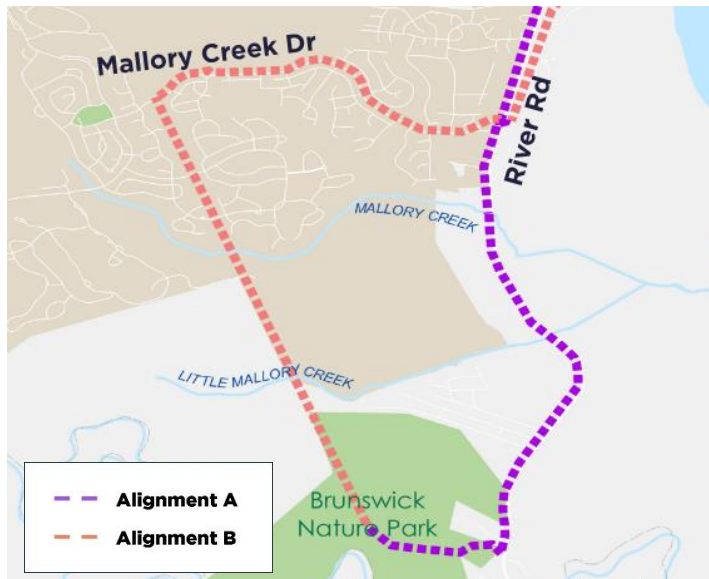 Mallory Creek Dr
River Rd
MALLORY CREEK
LITTLE MALLORY CREEK
Brunswick
Nature Park
Alignment A
Alignment B